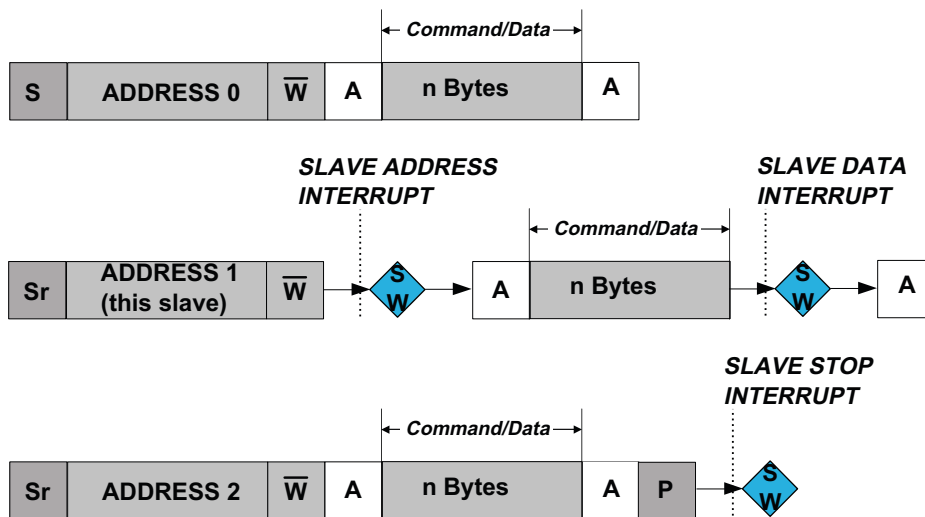 Command/Data
S ADDRESS 0 W̅ A n Bytes A
SLAVE ADDRESS
INTERRUPT
SLAVE DATA
INTERRUPT
Command/Data
Sr ADDRESS 1
(this slave) W̅ S
W A n Bytes S
W A
SLAVE STOP
INTERRUPT
Command/Data
Sr ADDRESS 2 W̅ A n Bytes A P S
W